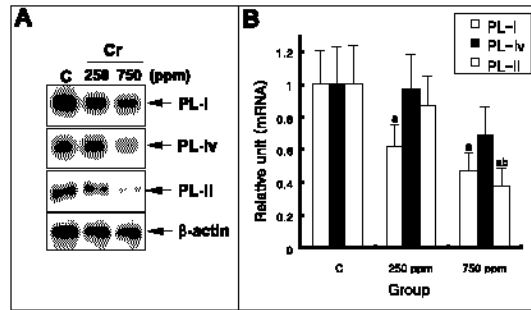 A
Cr
C 250 750 (ppm)
PL-I
PL-Iv
PL-II
β-actin
B
PL-I
PL-Iv
PL-II
Relative unit (mRNA)
1.2
1
0.8
0.6
0.4
0.2
0
a
a
ab
C 250 ppm 750 ppm
Group